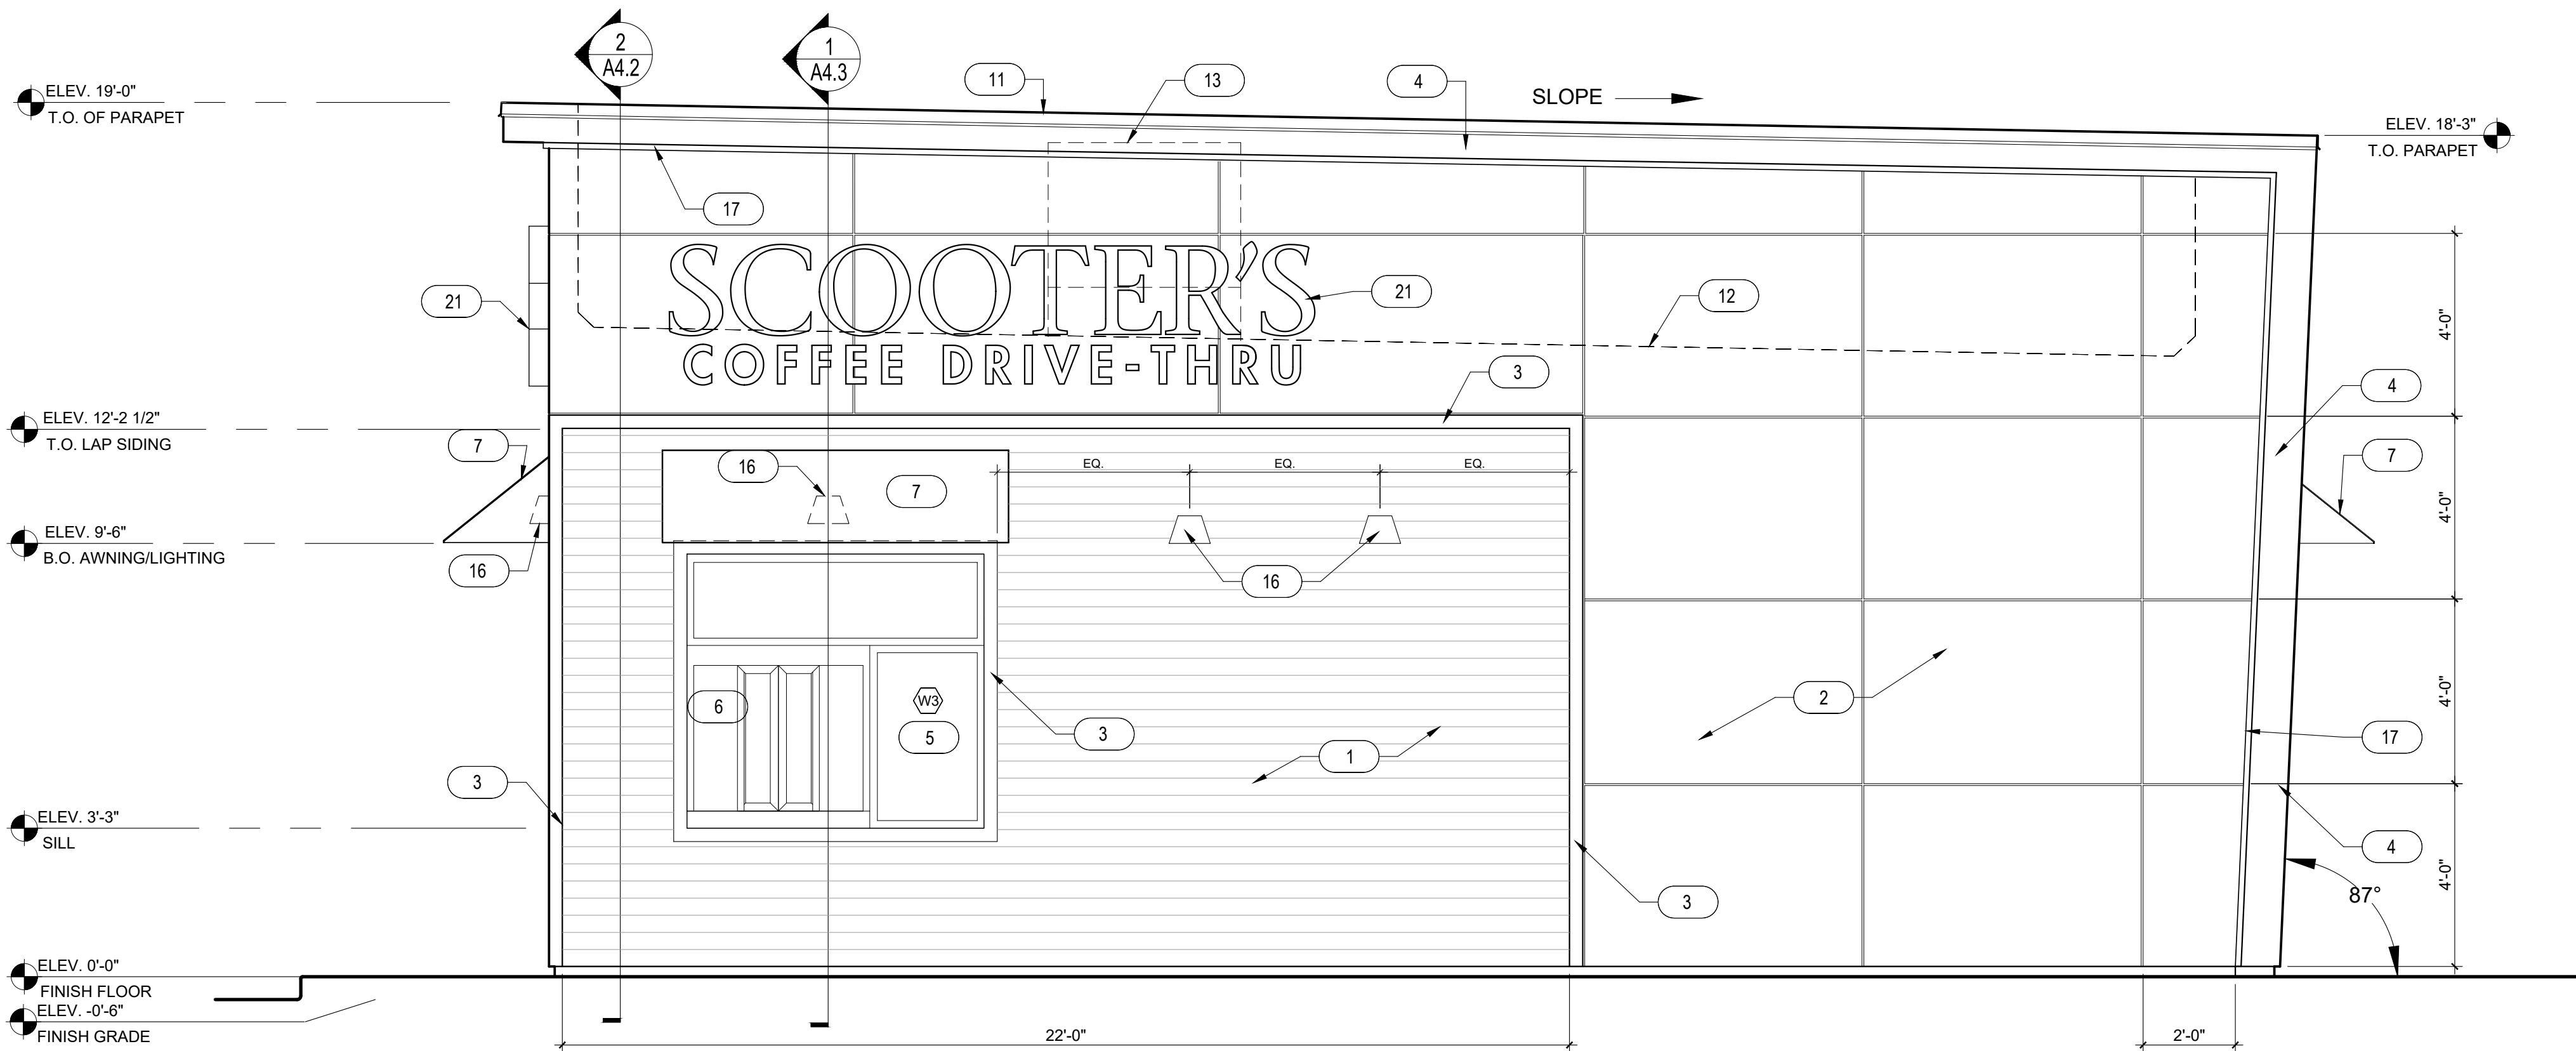 2
A4.2
1
A4.3
11
13
4
SLOPE
ELEV. 19'-0"
T.O. OF PARAPET
ELEV. 18'-3"
T.O. PARAPET
17
21
SCOOTER'S
COFFEE DRIVE-THRU
21
12
4'-0"
3
4
ELEV. 12'-2 1/2"
T.O. LAP SIDING
7
16
7
EQ.
EQ.
EQ.
7
4'-0"
ELEV. 9'-6"
B.O. AWNING/LIGHTING
16
16
6
W3
5
3
1
2
4'-0"
17
3
ELEV. 3'-3"
SILL
4
4'-0"
3
87°
ELEV. 0'-0"
FINISH FLOOR
ELEV. -0'-6"
FINISH GRADE
22'-0"
2'-0"